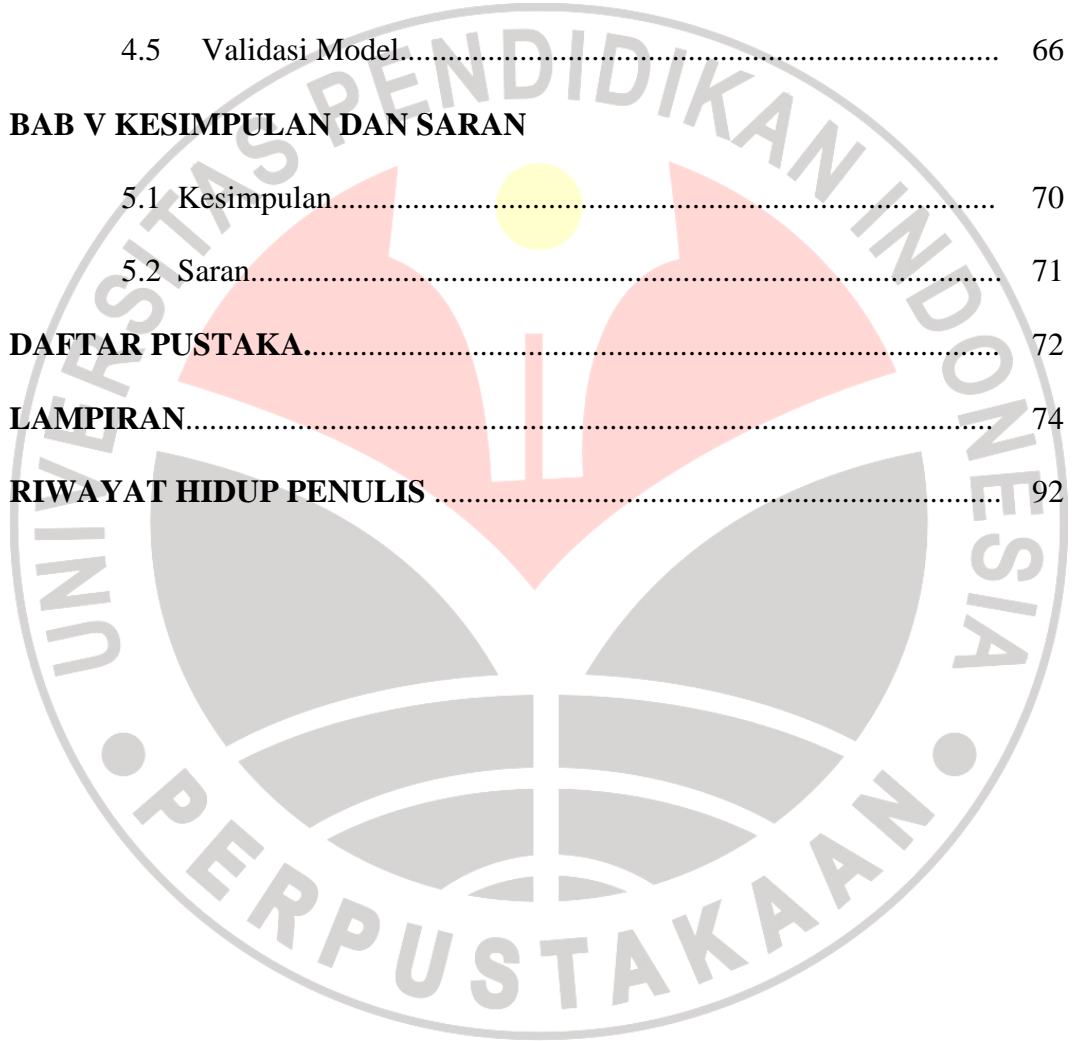 4.5 Validasi Model........................................................................... 66
BAB V KESIMPULAN DAN SARAN
5.1 Kesimpulan................................................................................... 70
5.2 Saran.............................................................................................. 71
DAFTAR PUSTAKA...................................................................................... 72
LAMPIRAN..................................................................................................... 74
RIWAYAT HIDUP PENULIS ....................................................................... 92
UNIVERSITAS PENDIDIKAN INDONESIA
PERPUSTAKAAN